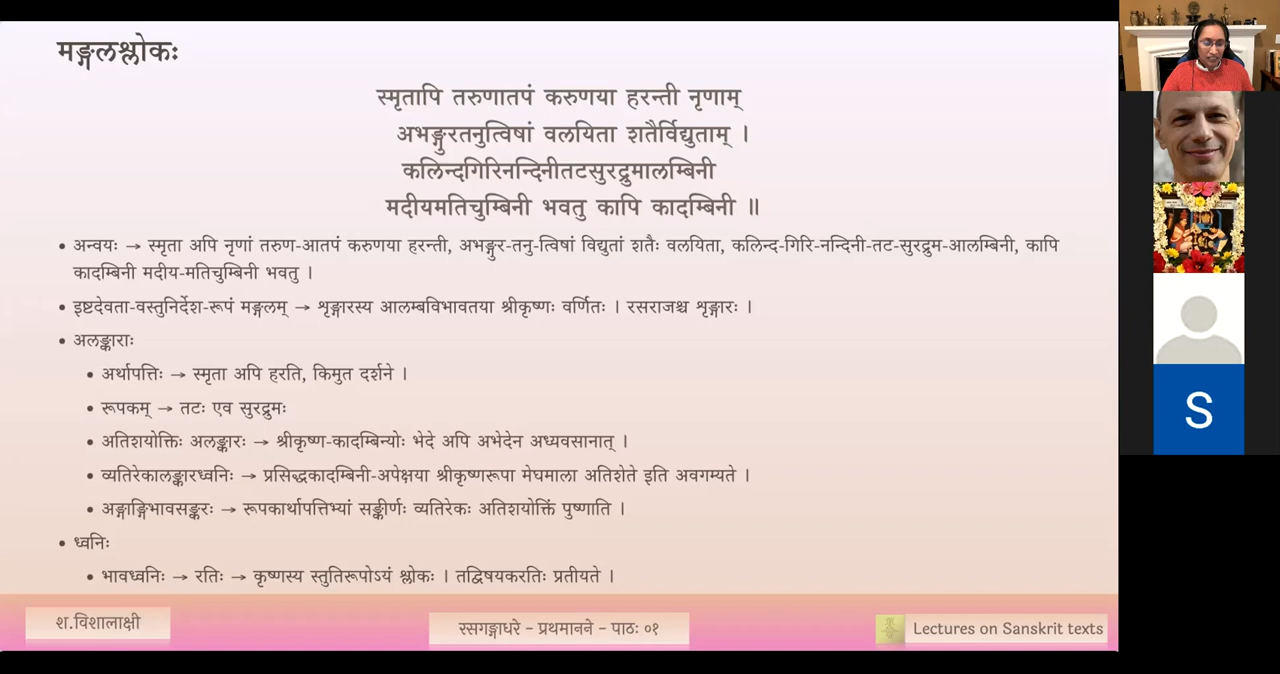 मङ्गलश्लोकः
स्मृतापि तरुणातपं करुणया हरन्ती नृणाम्
अभङ्गुरतनुत्विषां वलयिता शतैर्विद्युताम् ।
कलिन्दगिरिनन्दिनीतटसुरद्रुमालम्बिनी
मदीयमतिचुम्बिनी भवतु कापि कादम्बिनी ॥
• अन्वयः → स्मृता अपि नृणां तरुण-आतपं करुणया हरन्ती, अभङ्गुर-तनु-त्विषां विद्युतां शतैः वलयिता, कलिन्द-गिरि-नन्दिनी-तट-सुरद्रुम-आलम्बिनी, कापि
कादम्बिनी मदीय-मतिचुम्बिनी भवतु ।
• इष्टदेवता-वस्तुनिर्देश-रूपं मङ्गलम् → शृङ्गारस्य आलम्बविभावतया श्रीकृष्णः वर्णितः । रसराजश्च शृङ्गारः ।
• अलङ्काराः
• अर्थापत्तिः → स्मृता अपि हरति, किमुत दर्शने ।
• रूपकम् → तटः एव सुरद्रुमः
• अतिशयोक्तिः अलङ्कारः → श्रीकृष्ण-कादम्बिन्योः भेदे अपि अभेदेन अध्यवसानात् ।
• व्यतिरेकालङ्कारध्वनिः → प्रसिद्धकादम्बिनी-अपेक्षया श्रीकृष्णरूपा मेघमाला अतिशेते इति अवगम्यते ।
• अङ्गाङ्गिभावसङ्करः → रूपकार्थापत्तिभ्यां सङ्कीर्णः व्यतिरेकः अतिशयोक्तिं पुष्णाति ।
• ध्वनिः
• भावध्वनिः → रतिः → कृष्णस्य स्तुतिरूपोऽयं श्लोकः । तद्विषयकरतिः प्रतीयते ।
श.विशालाक्षी
रसगङ्गाधरे - प्रथमानने - पाठः ०१
Lectures on Sanskrit texts
S